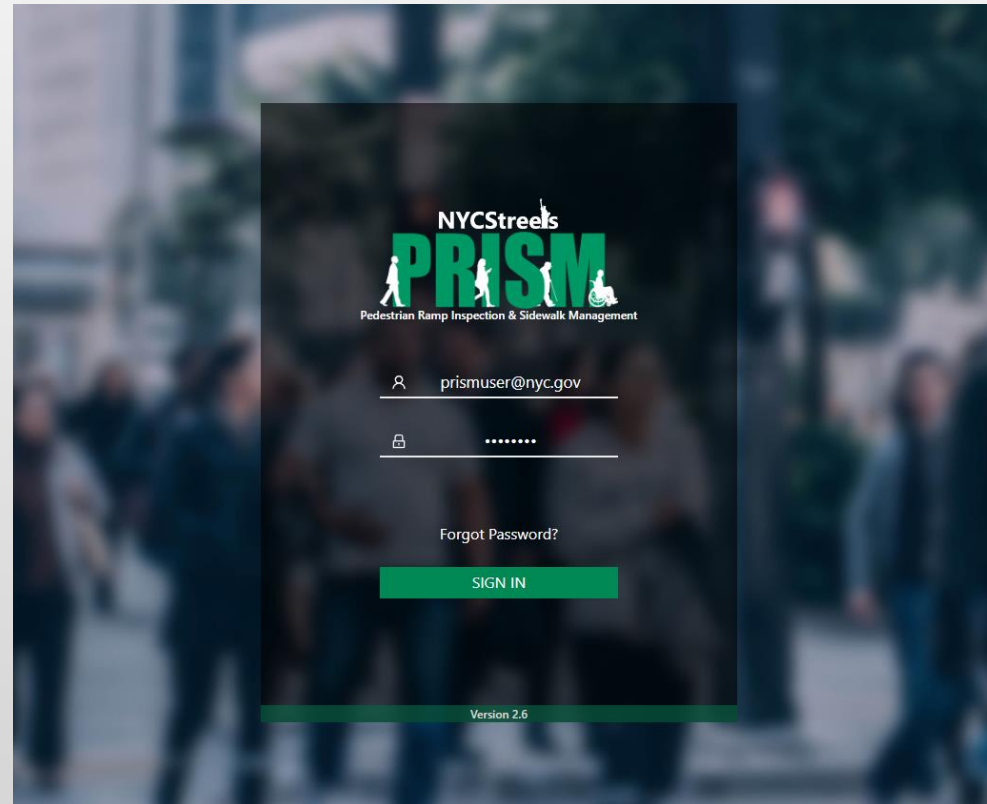 NYCStreets
PRISM
Pedestrian Ramp Inspection & Sidewalk Management
prismuser@nyc.gov
••••••••
Forgot Password?
SIGN IN
Version 2.6